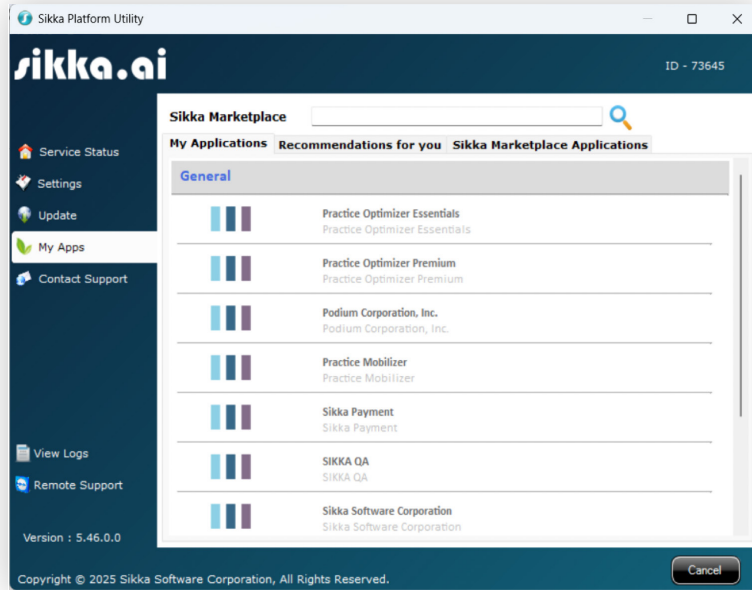 Sikka Platform Utility
sikka.ai
ID - 73645
Sikka Marketplace
My Applications Recommendations for you Sikka Marketplace Applications
Service Status
Settings
Update
My Apps
Contact Support
General
Practice Optimizer Essentials
Practice Optimizer Essentials
Practice Optimizer Premium
Practice Optimizer Premium
Podium Corporation, Inc.
Podium Corporation, Inc.
Practice Mobilizer
Practice Mobilizer
Sikka Payment
Sikka Payment
SIKKA QA
SIKKA QA
Sikka Software Corporation
Sikka Software Corporation
View Logs
Remote Support
Version : 5.46.0.0
Cancel
Copyright © 2025 Sikka Software Corporation, All Rights Reserved.